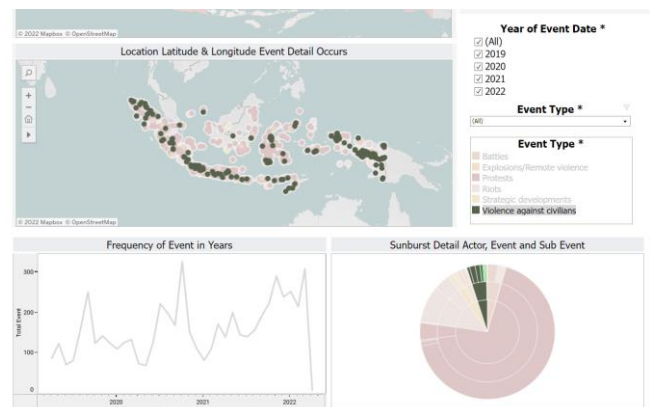 © 2022 Mapbox © OpenStreetMap
Location Latitude & Longitude Event Detail Occurs
© 2022 Mapbox © OpenStreetMap
Year of Event Date *
(All)
2019
2020
2021
2022
Event Type *
(All)
Event Type *
Battles
Explosions/Remote violence
Protests
Riots
Strategic developments
Violence against civilians
Frequency of Event in Years
Total Event
300
200
100
0
2020
2021
2022
Sunburst Detail Actor, Event and Sub Event